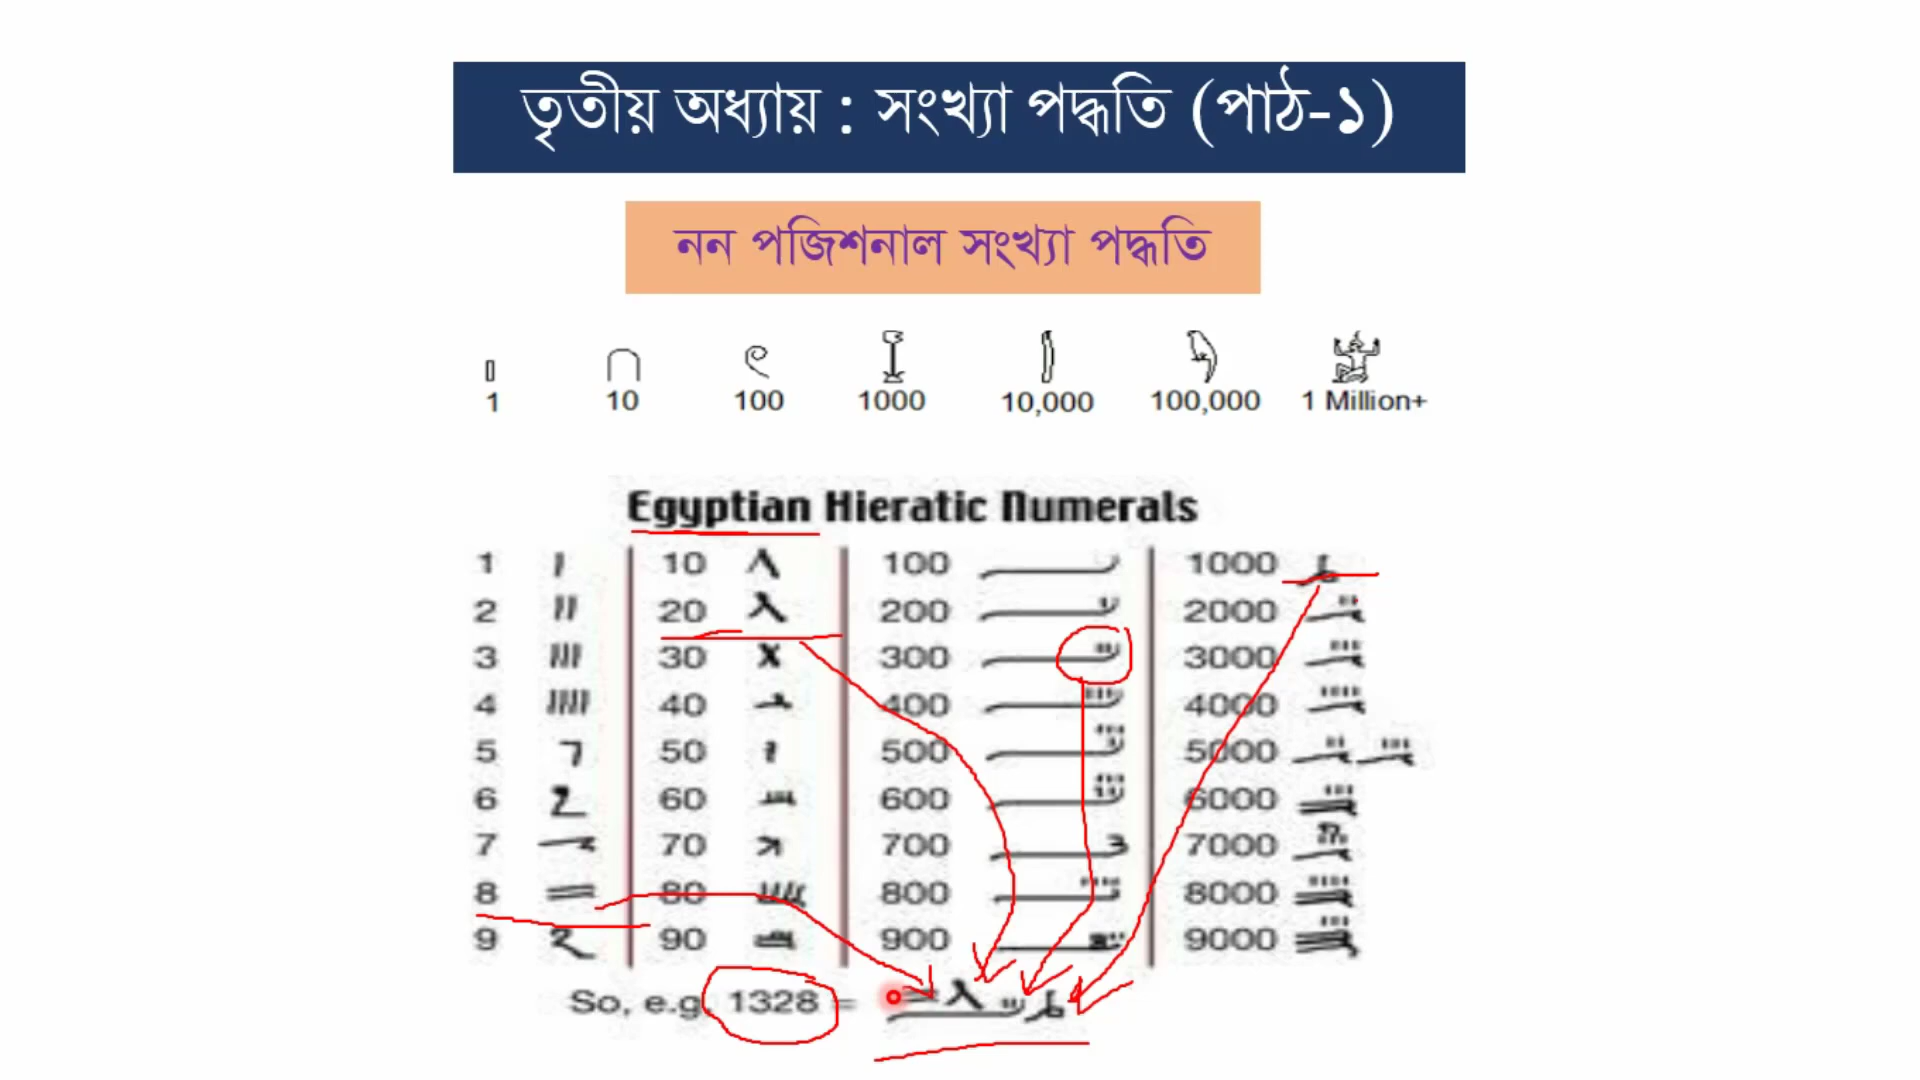 তৃতীয় অধ্যায় : সংখ্যা পদ্ধতি (পাঠ-১)
নন পজিশনাল সংখ্যা পদ্ধতি
1 10 100 1000 10,000 100,000 1 Million+
Egyptian Hieratic Numerals
1 10 100 1000
2 20 200 2000
3 30 300 3000
4 40 400 4000
5 50 500 5000
6 60 600 6000
7 70 700 7000
8 80 800 8000
9 90 900 9000
So, e.g. 1328 =